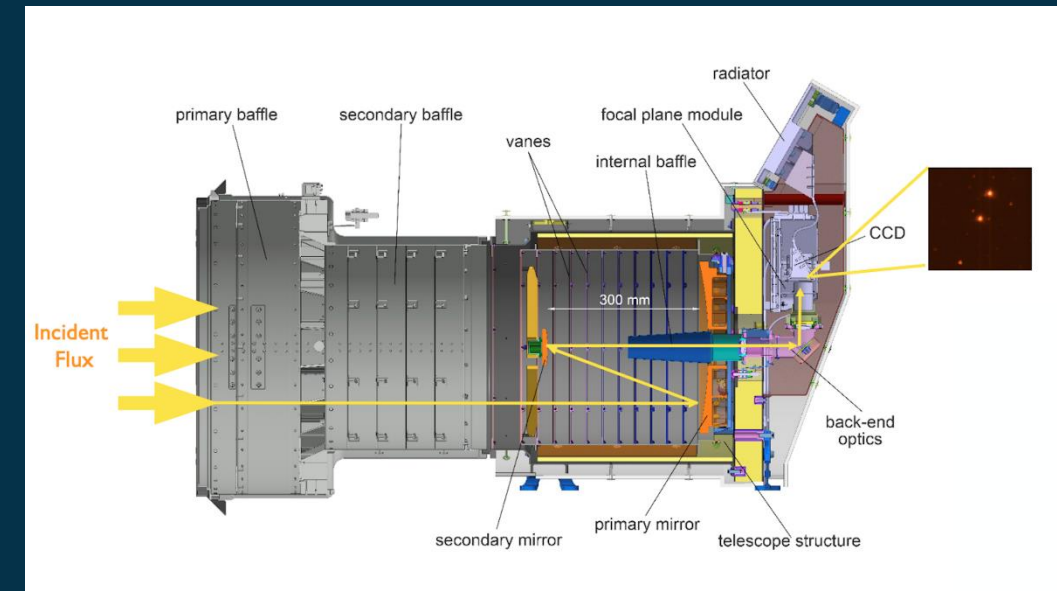 radiator
primary baffle
secondary baffle
focal plane module
vanes
internal baffle
CCD
300 mm
Incident
Flux
back-end
optics
primary mirror
secondary mirror
telescope structure